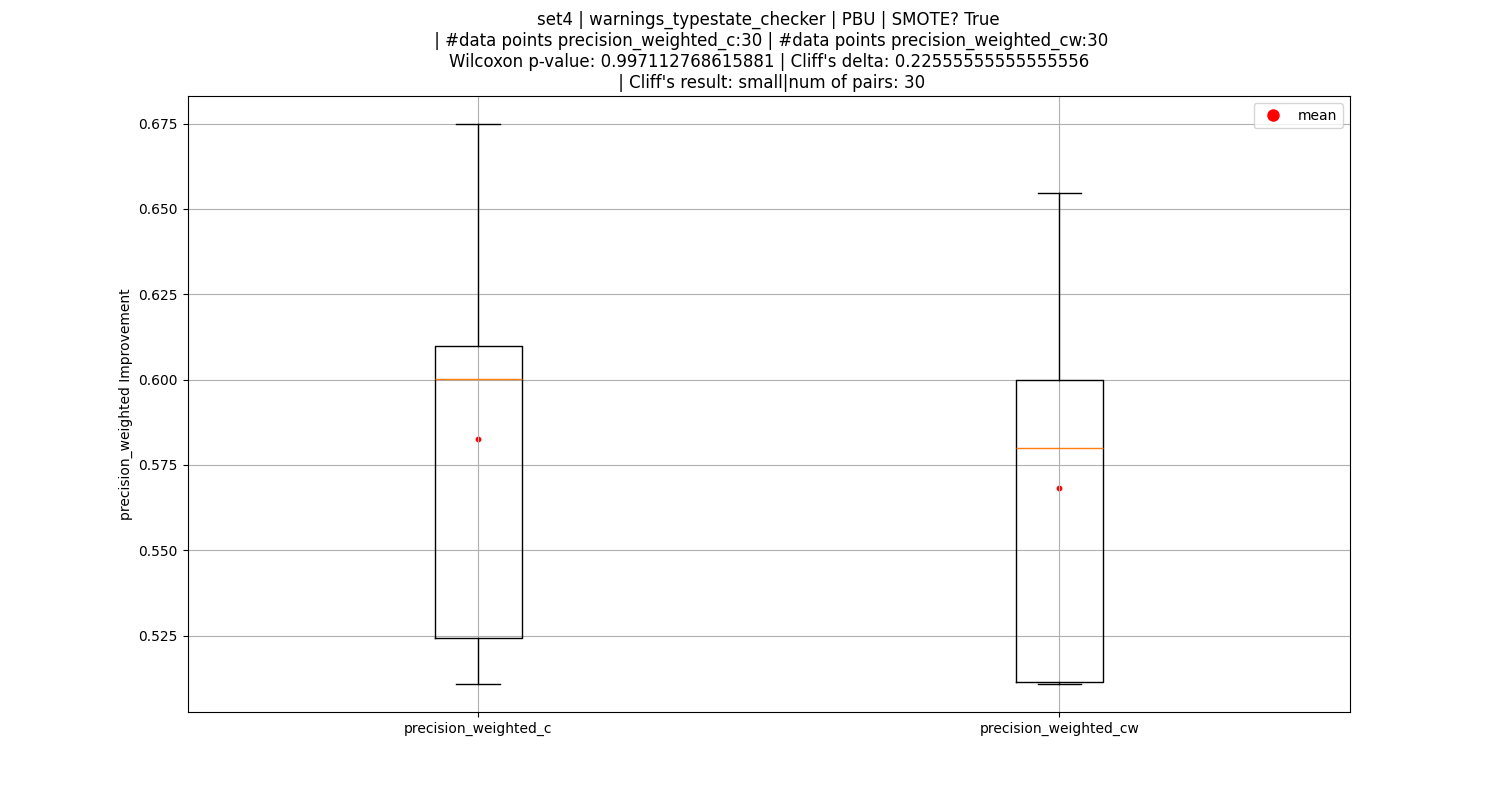 set4 | warnings_typestate_checker | PBU | SMOTE? True
| #data points precision_weighted_c:30 | #data points precision_weighted_cw:30
Wilcoxon p-value: 0.997112768615881 | Cliff's delta: 0.22555555555555556
| Cliff's result: small|num of pairs: 30
mean
0.675
0.650
0.625
0.600
0.575
0.550
0.525
precision_weighted Improvement
precision_weighted_c
precision_weighted_cw